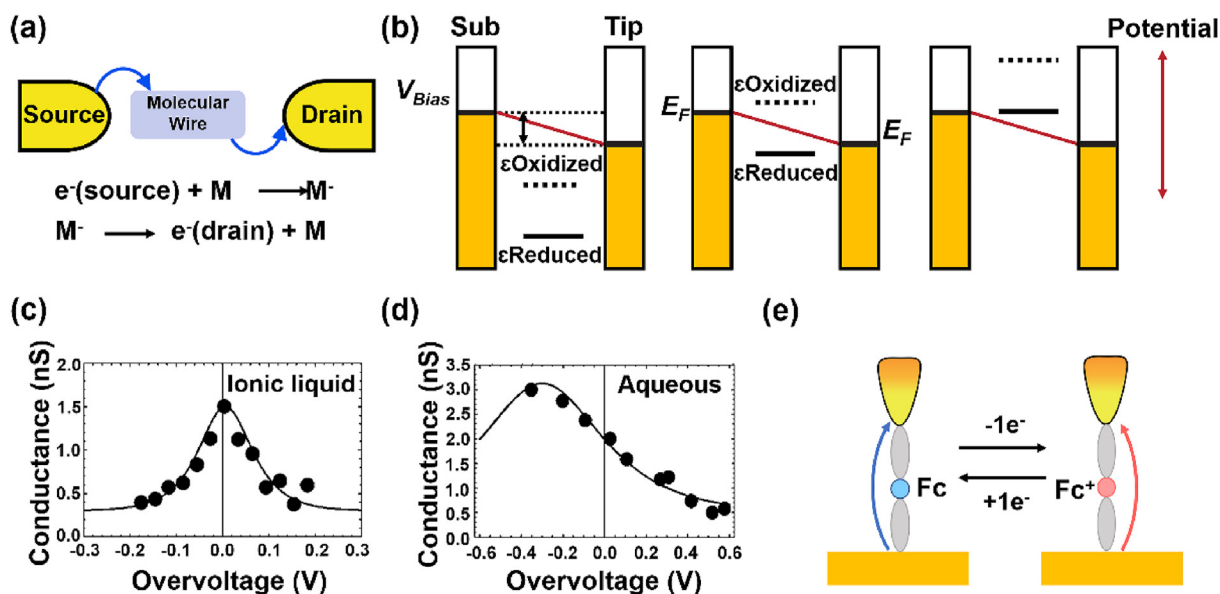 (a)
Source
Molecular
Wire
Drain
e-(source) + M → M-
M- → e-(drain) + M
(b)
Sub
Tip
Potential
VBias
εOxidized
εReduced
EF
εOxidized
εReduced
EF
(c)
Conductance (nS)
2.0
1.5
1.0
0.5
0.0
Ionic liquid
-0.3 -0.2 -0.1 0.0 0.1 0.2 0.3
Overvoltage (V)
(d)
Conductance (nS)
3.5
3.0
2.5
2.0
1.5
1.0
0.5
0.0
Aqueous
-0.6 -0.4 -0.2 0.0 0.2 0.4 0.6
Overvoltage (V)
(e)
-1e-
+1e-
Fc
Fc+